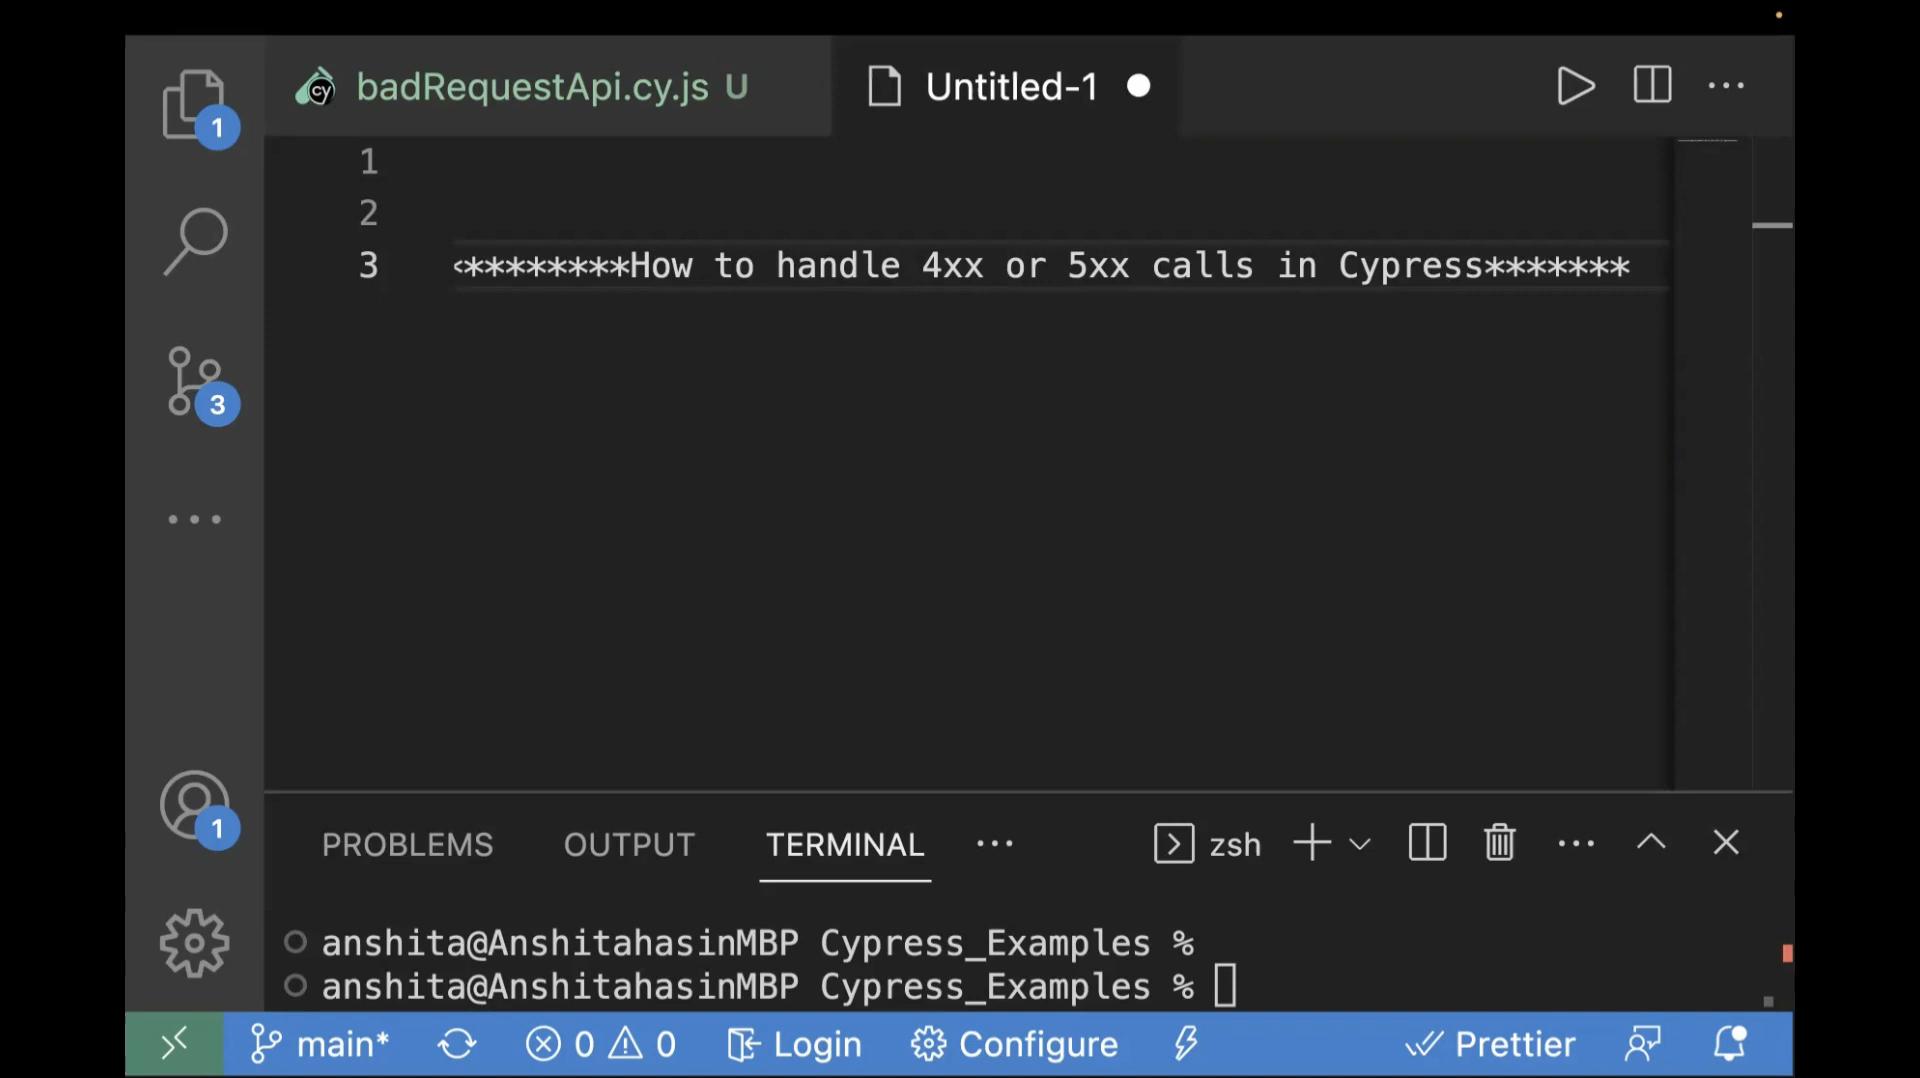 badRequestApi.cy.js U
Untitled-1
1
1
2
3 **********How to handle 4xx or 5xx calls in Cypress*******
3
1
PROBLEMS OUTPUT TERMINAL ··· zsh
anshita@AnshitahasinMBP Cypress_Examples %
anshita@AnshitahasinMBP Cypress_Examples %
main* 0 0 Login Configure Prettier